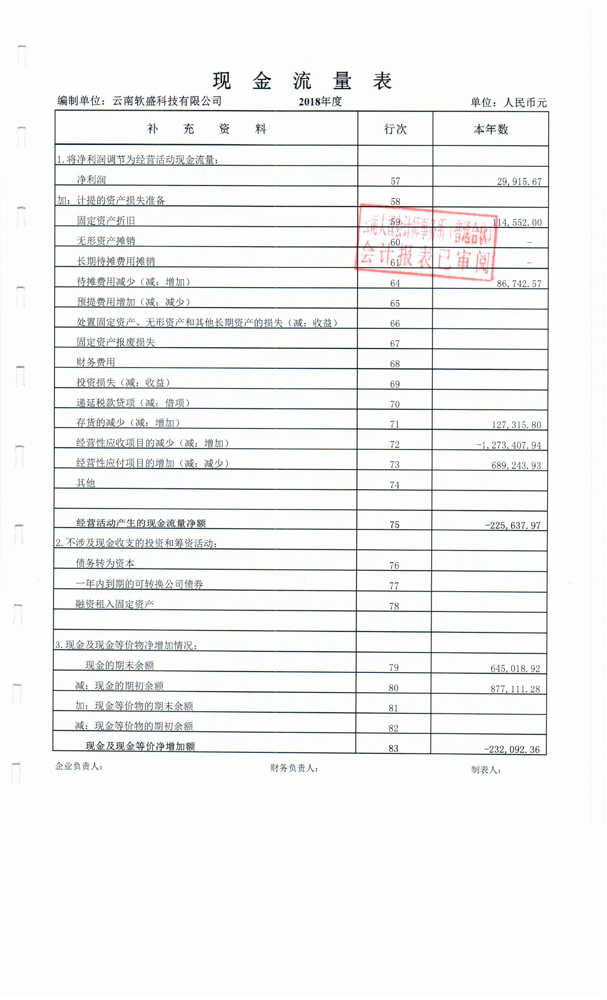 现 金 流 量 表
编制单位：云南软盛科技有限公司 2018年度 单位：人民币元
补 充 资 料 行次 本年数
1.将净利润调节为经营活动现金流量：
净利润 57 29,915.67
加：计提的资产损失准备 58
固定资产折旧 59 114,552.00
无形资产摊销 60 -
长期待摊费用摊销 61 -
云南大智会计师事务所（普通合伙）
会计报表已审阅
待摊费用减少（减：增加） 64 86,742.57
预提费用增加（减：减少） 65
处置固定资产、无形资产和其他长期资产的损失（减：收益） 66
固定资产报废损失 67
财务费用 68
投资损失（减：收益） 69
递延税款贷项（减：借项） 70
存货的减少（减：增加） 71 127,315.80
经营性应收项目的减少（减：增加） 72 -1,273,407.94
经营性应付项目的增加（减：减少） 73 689,243.93
其他 74
经营活动产生的现金流量净额 75 -225,637.97
2.不涉及现金收支的投资和筹资活动：
债务转为资本 76
一年内到期的可转换公司债券 77
融资租入固定资产 78
3.现金及现金等价物净增加情况：
现金的期末余额 79 645,018.92
减：现金的期初余额 80 877,111.28
加：现金等价物的期末余额 81
减：现金等价物的期初余额 82
现金及现金等价净增加额 83 -232,092.36
企业负责人： 财务负责人： 制表人：